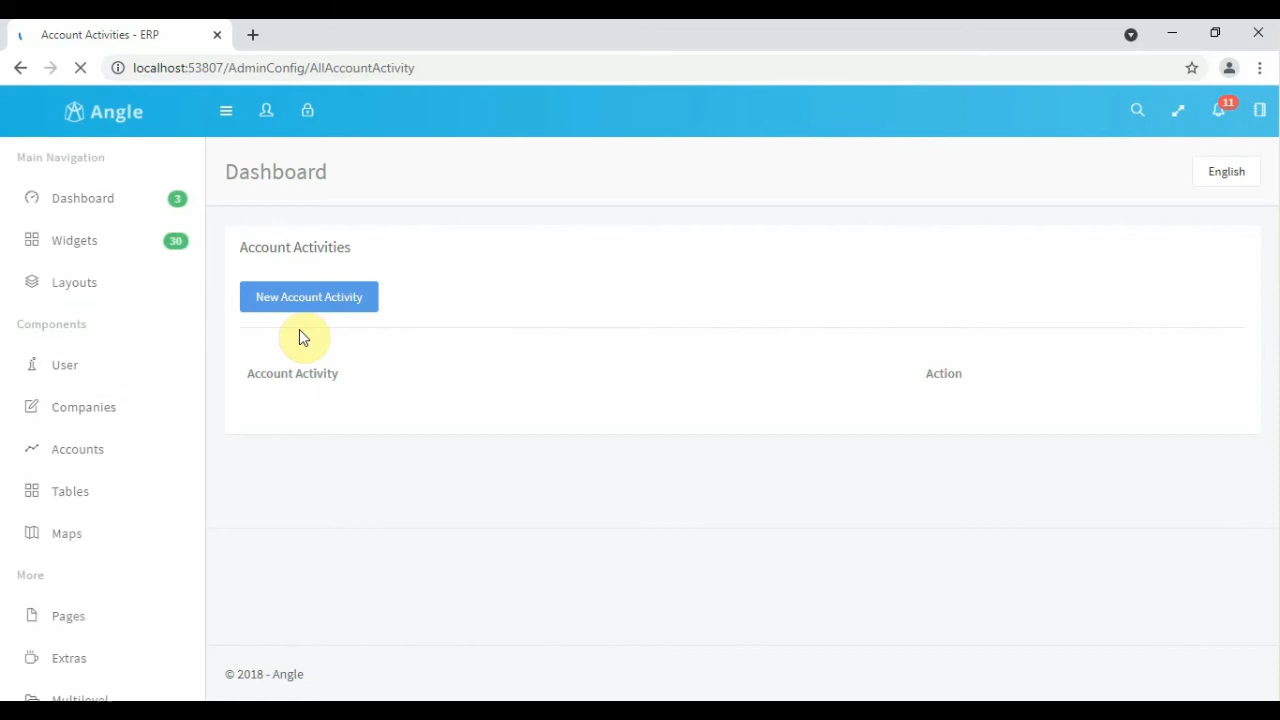 Account Activities - ERP
localhost:53807/AdminConfig/AllAccountActivity
Angle
11
Main Navigation
Dashboard 3
Widgets 30
Layouts
Components
User
Companies
Accounts
Tables
Maps
More
Pages
Extras
Multilevel
Dashboard
English
Account Activities
New Account Activity
Account Activity Action
© 2018 - Angle